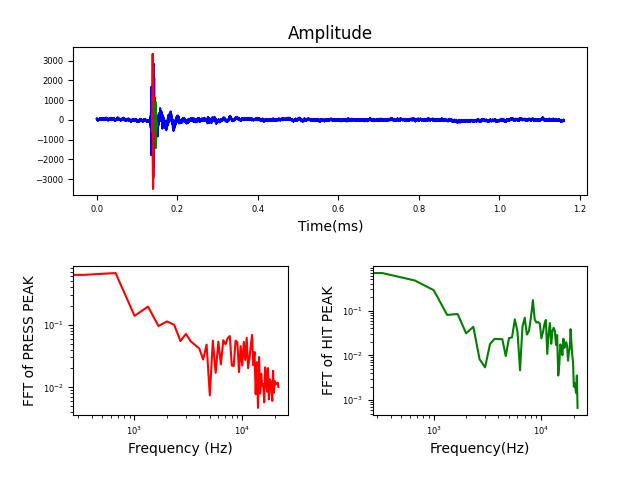 Amplitude
3000
2000
1000
0
−1000
−2000
−3000
0.0 0.2 0.4 0.6 0.8 1.0 1.2
Time(ms)
FFT of PRESS PEAK
10⁻¹
10⁻²
10³ 10⁴
Frequency (Hz)
FFT of HIT PEAK
10⁻¹
10⁻²
10⁻³
10³ 10⁴
Frequency(Hz)